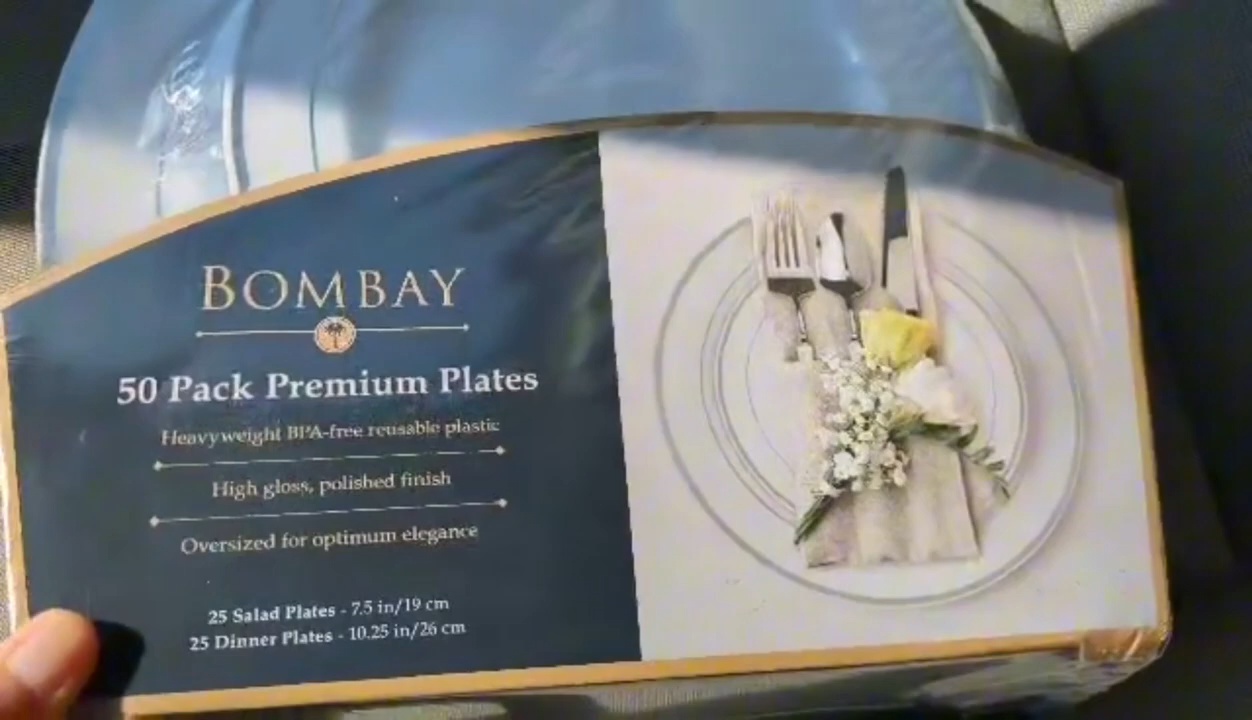 BOMBAY
50 Pack Premium Plates
Heavyweight BPA-free reusable plastic
High gloss, polished finish
Oversized for optimum elegance
25 Salad Plates - 7.5 in/19 cm
25 Dinner Plates - 10.25 in/26 cm